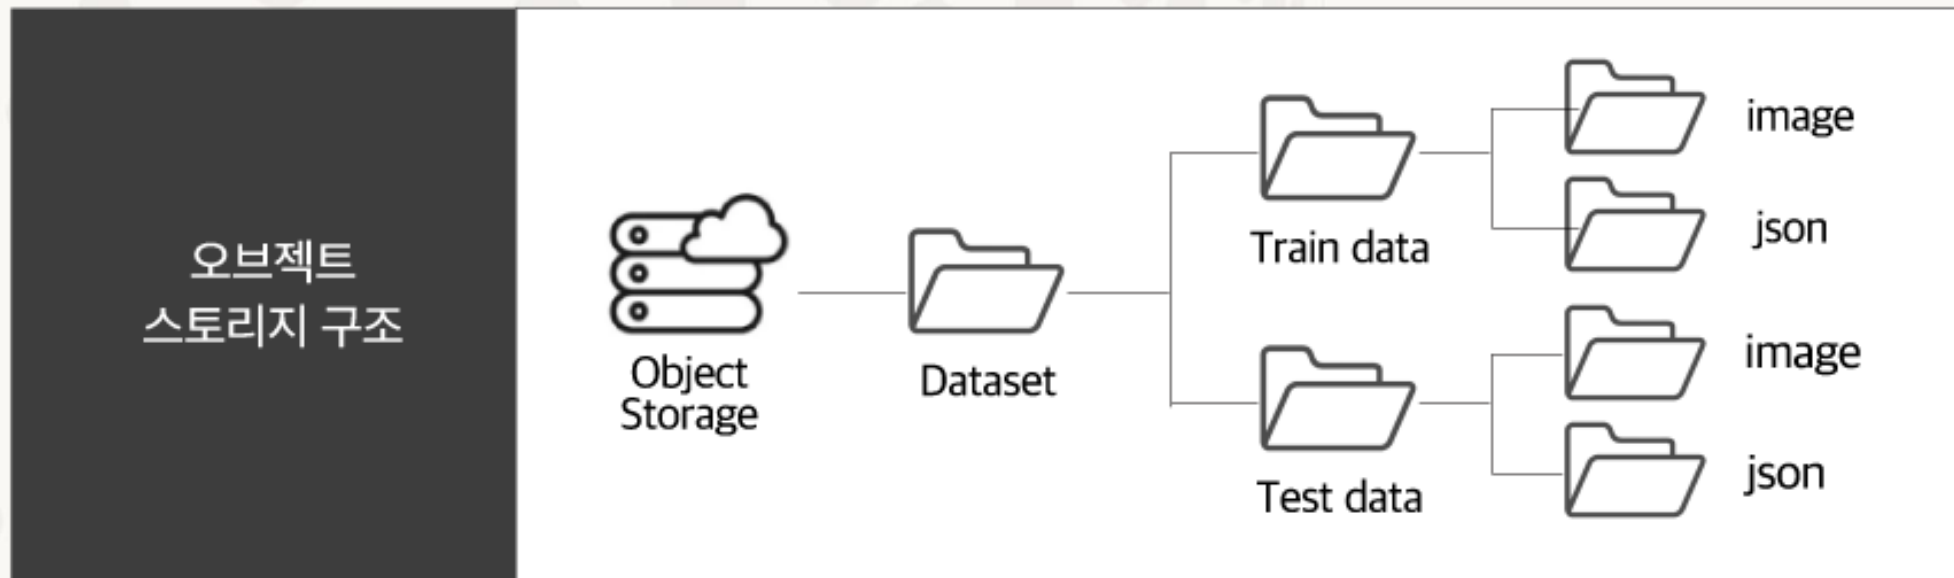 오브젝트
스토리지 구조
Object
Storage
Dataset
Train data
image
json
Test data
image
json